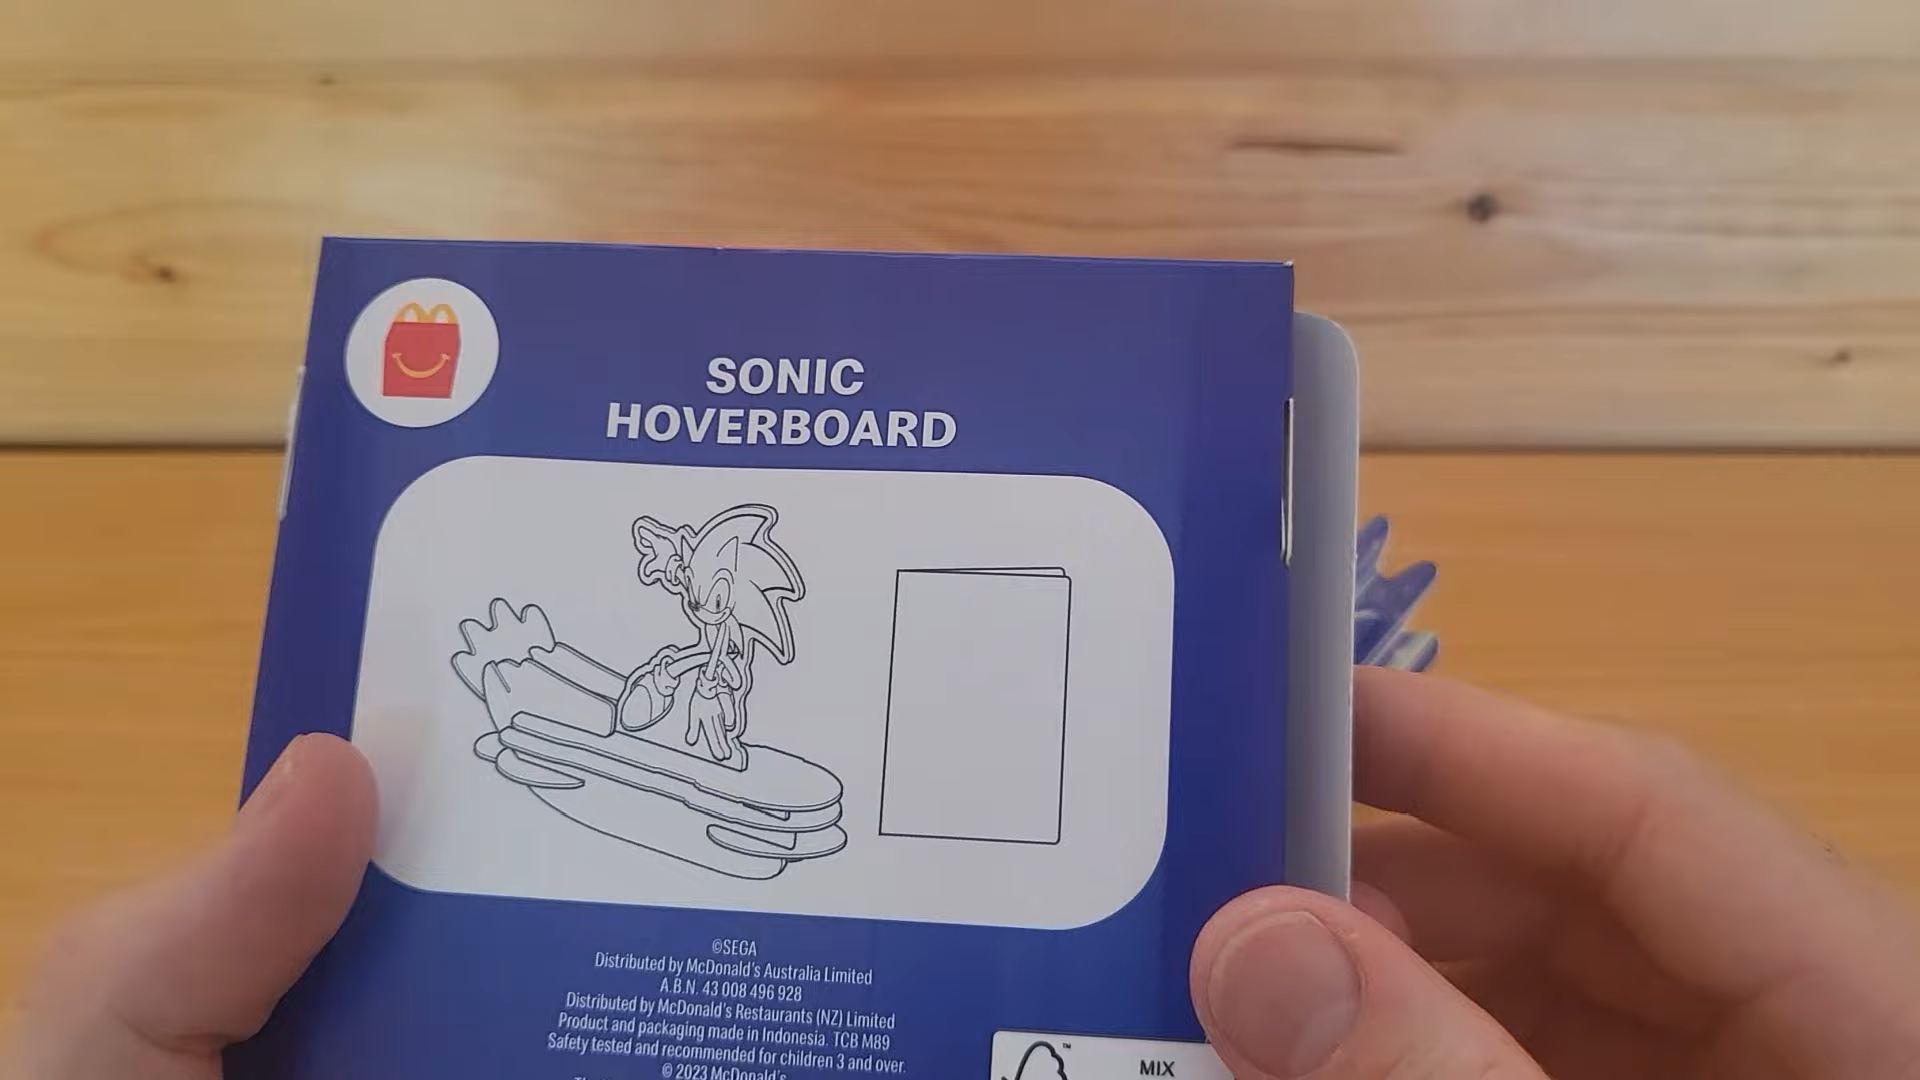 SONIC
HOVERBOARD
©SEGA
Distributed by McDonald's Australia Limited
A.B.N. 43 008 496 928
Distributed by McDonald's Restaurants (NZ) Limited
Product and packaging made in Indonesia. TCB M89
Safety tested and recommended for children 3 and over.
© 2023 McDonald's
™
MIX